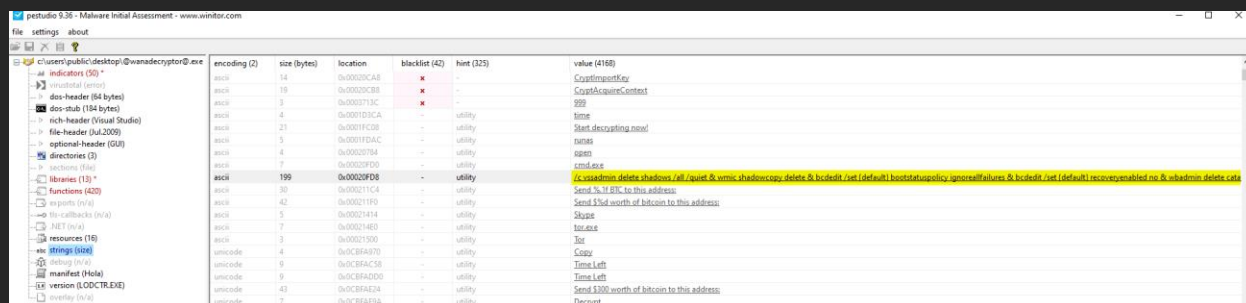 pestudio 9.36 - Malware Initial Assessment - www.winitor.com
file settings about
c:\users\public\desktop\@wanadecryptor@.exe
indicators (50) *
virustotal (error)
dos-header (64 bytes)
dos-stub (184 bytes)
rich-header (Visual Studio)
file-header (Jul.2009)
optional-header (GUI)
directories (3)
sections (file)
libraries (13) *
functions (420)
exports (n/a)
tls-callbacks (n/a)
.NET (n/a)
resources (16)
strings (size)
debug (n/a)
manifest (Hola)
version (LODCTR.EXE)
overlay (n/a)
encoding (2) size (bytes) location blacklist (42) hint (325) value (4168)
ascii 14 0x00020CA8 x - CryptImportKey
ascii 19 0x00020CB8 x - CryptAcquireContext
ascii 3 0x0003713C x - 999
ascii 4 0x0001D3CA - utility time
ascii 21 0x0001FC08 - utility Start decrypting now!
ascii 5 0x0001FDAC - utility runas
ascii 4 0x00020784 - utility open
ascii 7 0x00020FD0 - utility cmd.exe
ascii 199 0x00020FD8 - utility /c vssadmin delete shadows /all /quiet & wmic shadowcopy delete & bcdedit /set {default} bootstatuspolicy ignoreallfailures & bcdedit /set {default} recoveryenabled no & wbadmin delete cata
ascii 30 0x000211C4 - utility Send %.1f BTC to this address:
ascii 42 0x000211F0 - utility Send $%d worth of bitcoin to this address:
ascii 5 0x00021414 - utility Skype
ascii 7 0x000214E0 - utility tor.exe
ascii 3 0x00021500 - utility Tor
unicode 4 0x0CBFA970 - utility Copy
unicode 9 0x0CBFAC58 - utility Time Left
unicode 9 0x0CBFADD0 - utility Time Left
unicode 43 0x0CBFAE24 - utility Send $300 worth of bitcoin to this address:
unicode 7 - utility Decrypt